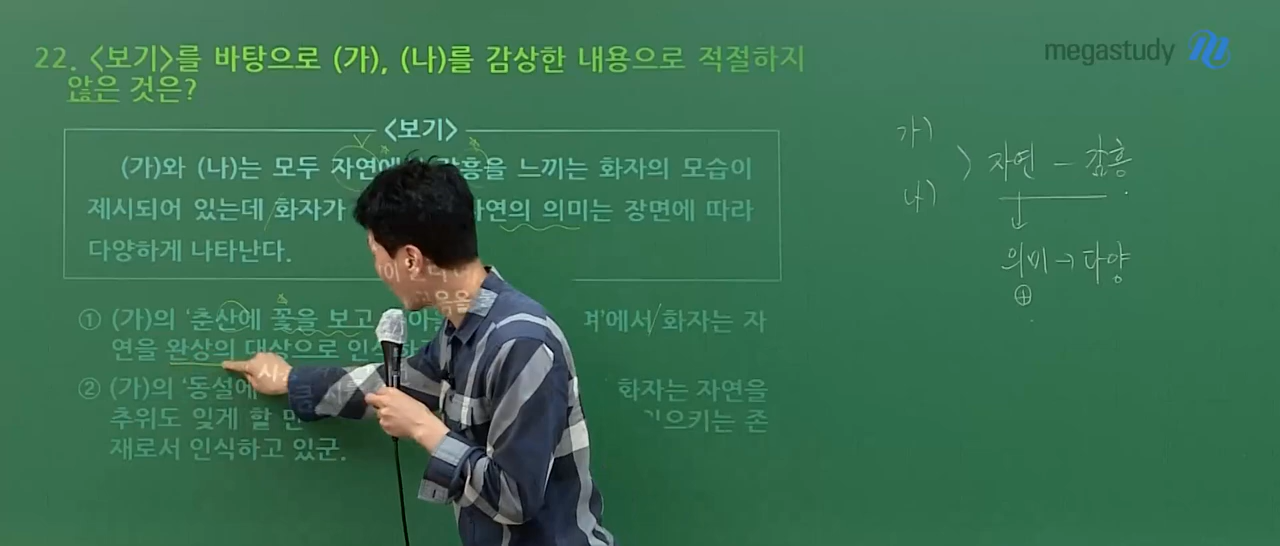 22. <보기>를 바탕으로 (가), (나)를 감상한 내용으로 적절하지
않은 것은?
megastudy
<보기>
(가)와 (나)는 모두 자연에 감흥을 느끼는 화자의 모습이
제시되어 있는데 화자가 자연의 의미는 장면에 따라
다양하게 나타난다.
① (가)의 '춘산에 꽃을 보고 며'에서 화자는 자
연을 완상의 대상으로 인식하
② (가)의 '동설에 화자는 자연을
추위도 잊게 할 만 으키는 존
재로서 인식하고 있군.
가)
나)
> 자연 - 감흥
의미 → 다양
⊕